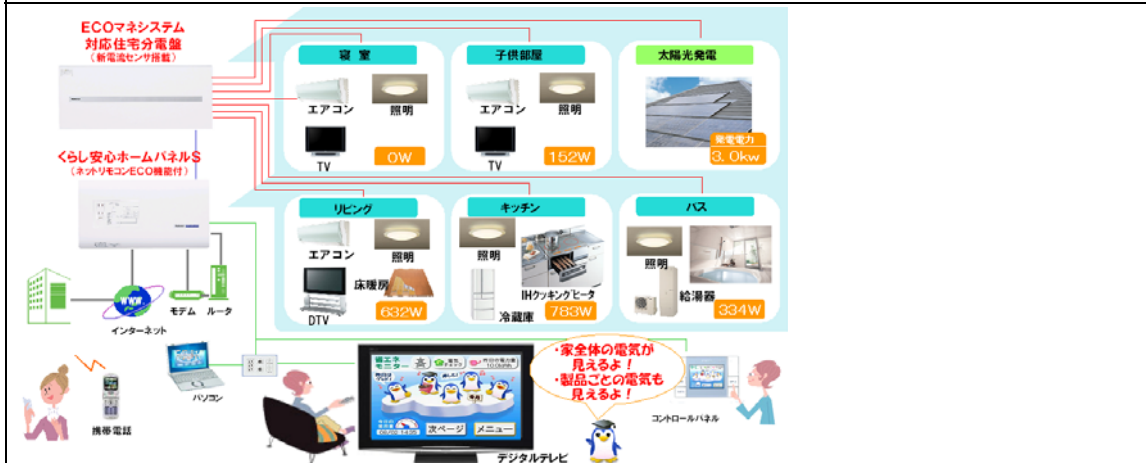 ECOマネシステム
対応住宅分電盤
(新電流センサ搭載)
くらし安心ホームパネルS
(ネットリモコンECO機能付)
寝 室
エアコン
照明
TV
0W
子供部屋
エアコン
照明
TV
152W
太陽光発電
発電電力
3.0kw
リビング
エアコン
照明
床暖房
DTV
632W
キッチン
照明
IHクッキングヒータ
冷蔵庫
783W
バス
照明
給湯器
334W
WWW
インターネット
モデム
ルータ
パソコン
携帯電話
省エネ
モニター
次ページ
メニュー
デジタルテレビ
・家全体の電気が
見えるよ！
・製品ごとの電気も
見えるよ！
コントロールパネル